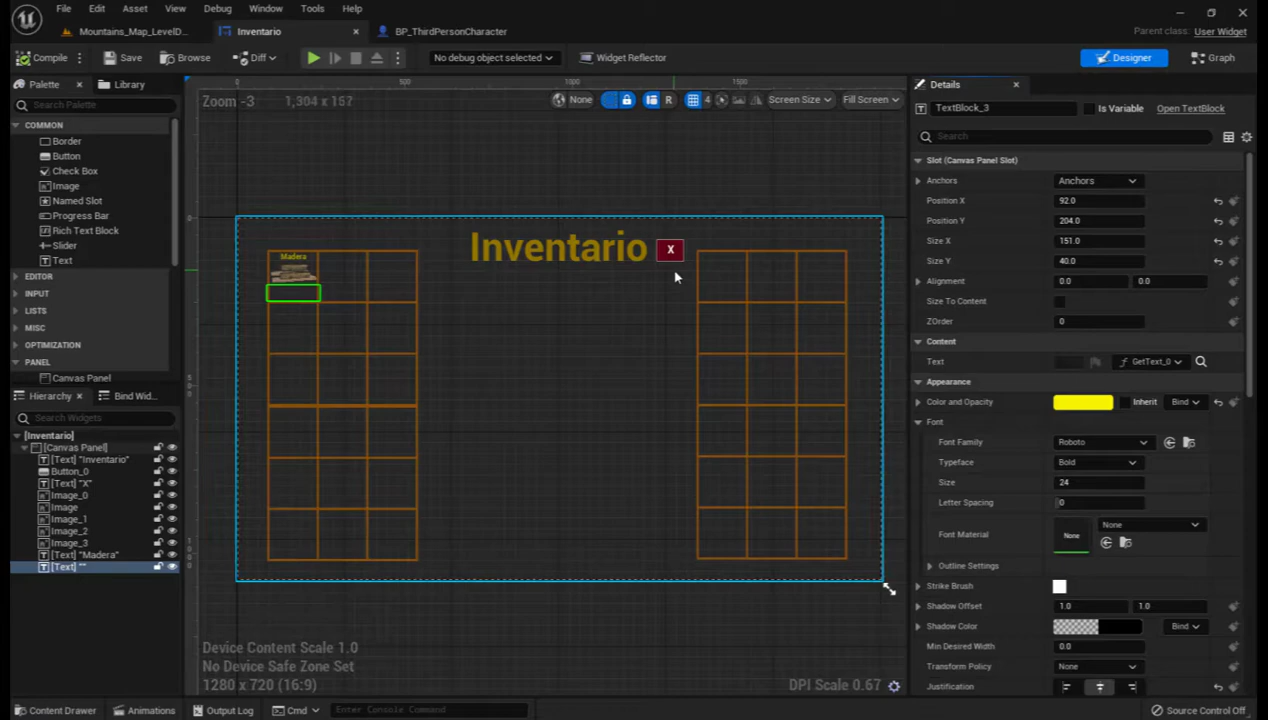 File Edit Asset View Debug Window Tools Help
Parent class: User Widget
Mountains_Map_LevelD...
Inventario
BP_ThirdPersonCharacter
Compile
Save
Browse
Diff
No debug object selected
Widget Reflector
Designer
Graph
Palette
Library
Search Palette
COMMON
Border
Button
Check Box
Image
Named Slot
Progress Bar
Rich Text Block
Slider
Text
EDITOR
INPUT
LISTS
MISC
OPTIMIZATION
PANEL
Canvas Panel
Hierarchy
Bind Wid...
Search Widgets
[Inventario]
[Canvas Panel]
[Text] "Inventario"
Button_0
[Text] "X"
Image_0
Image
Image_1
Image_2
Image_3
[Text] "Madera"
[Text] ""
0 500 1000 1500
Zoom -3
1,304 x 157
None
R
4
Screen Size
Fill Screen
Inventario
X
Madera
Device Content Scale 1.0
No Device Safe Zone Set
1280 x 720 (16:9)
DPI Scale 0.67
Details
TextBlock_3
Is Variable
Open TextBlock
Search
Slot (Canvas Panel Slot)
Anchors Anchors
Position X 92.0
Position Y 204.0
Size X 151.0
Size Y 40.0
Alignment 0.0 0.0
Size To Content
ZOrder 0
Content
Text GetText_0
Appearance
Color and Opacity Inherit Bind
Font
Font Family Roboto
Typeface Bold
Size 24
Letter Spacing 0
Font Material None None
Outline Settings
Strike Brush
Shadow Offset 1.0 1.0
Shadow Color Bind
Min Desired Width 0.0
Transform Policy None
Justification
Content Drawer
Animations
Output Log
Cmd
Enter Console Command
Source Control Off